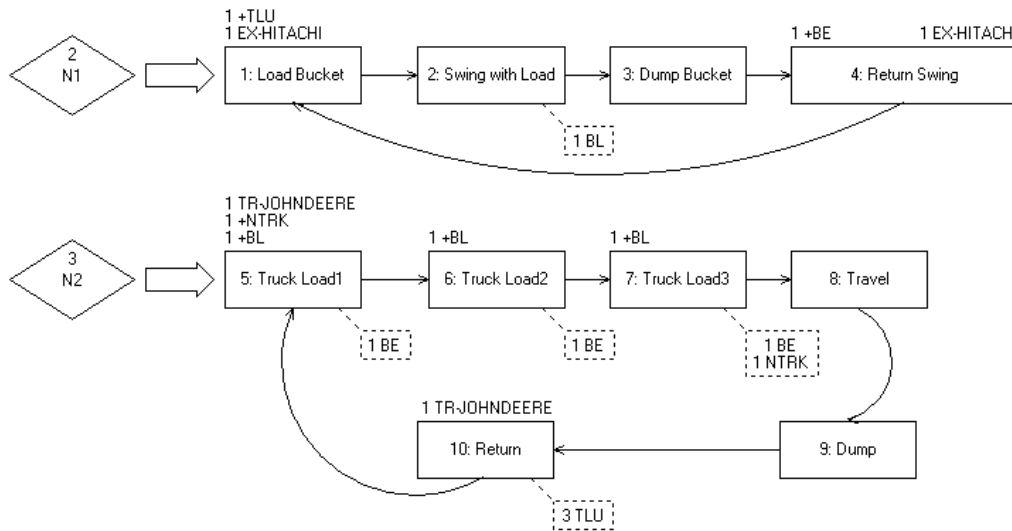 1 +TLU
1 EX-HITACHI
1 +BE
1 EX-HITACH
2
N1
1: Load Bucket
2: Swing with Load
3: Dump Bucket
4: Return Swing
1 BL
1 TR-JOHNDEERE
1 +NTRK
1 +BL
1 +BL
1 +BL
3
N2
5: Truck Load1
6: Truck Load2
7: Truck Load3
8: Travel
1 BE
1 BE
1 BE
1 NTRK
1 TR-JOHNDEERE
10: Return
9: Dump
3 TLU